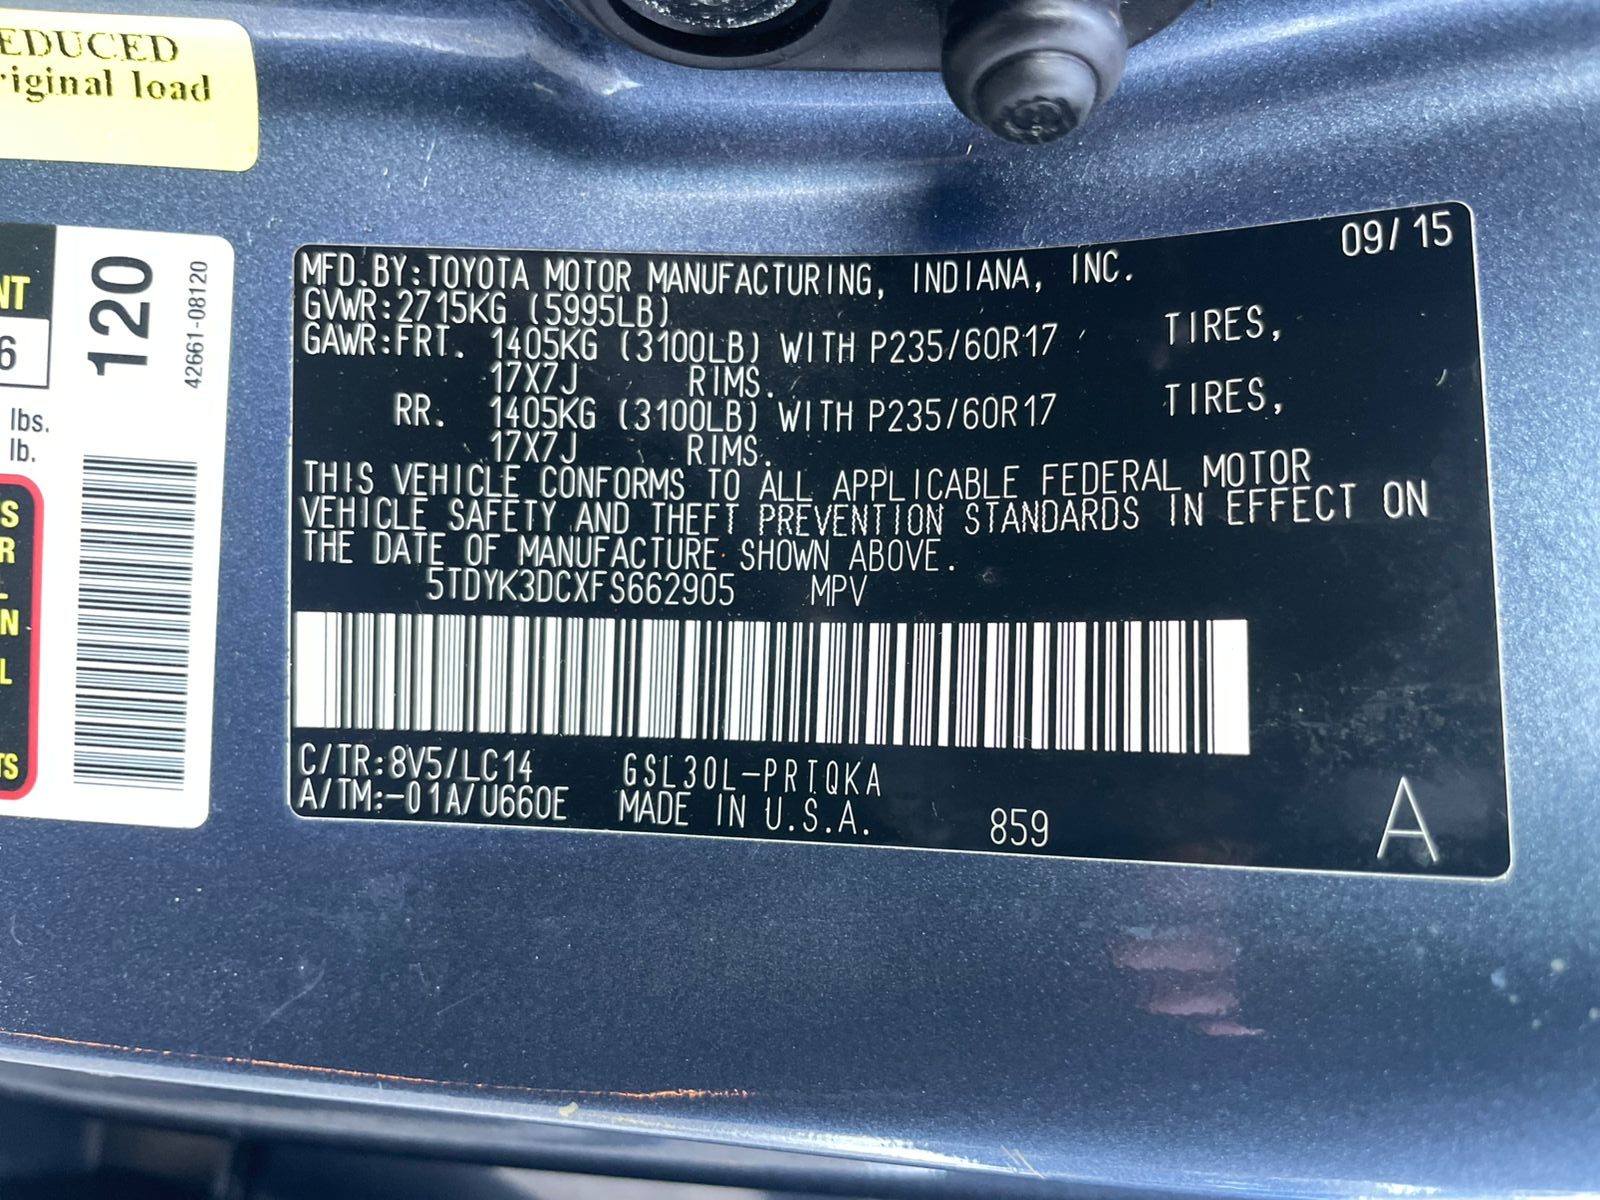 EDUCED
riginal load
NT
6
lbs.
lb.
S
R
L
N
L
TS
120
42661-08120
09/15
MFD.BY:TOYOTA MOTOR MANUFACTURING, INDIANA, INC.
GVWR:2715KG (5995LB)
GAWR:FRT. 1405KG (3100LB) WITH P235/60R17 TIRES,
17X7J RIMS.
RR. 1405KG (3100LB) WITH P235/60R17 TIRES,
17X7J RIMS.
THIS VEHICLE CONFORMS TO ALL APPLICABLE FEDERAL MOTOR
VEHICLE SAFETY AND THEFT PREVENTION STANDARDS IN EFFECT ON
THE DATE OF MANUFACTURE SHOWN ABOVE.
5TDYK3DCXFS662905 MPV
C/TR:8V5/LC14 GSL30L-PRTQKA
A/TM:-01A/U660E MADE IN U.S.A.
859
A